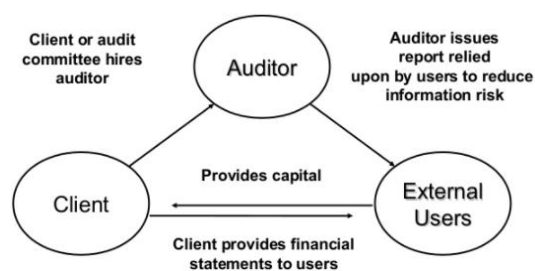 Client or audit
committee hires
auditor
Auditor
Auditor issues
report relied
upon by users to reduce
information risk
Client
Provides capital
External
Users
Client provides financial
statements to users